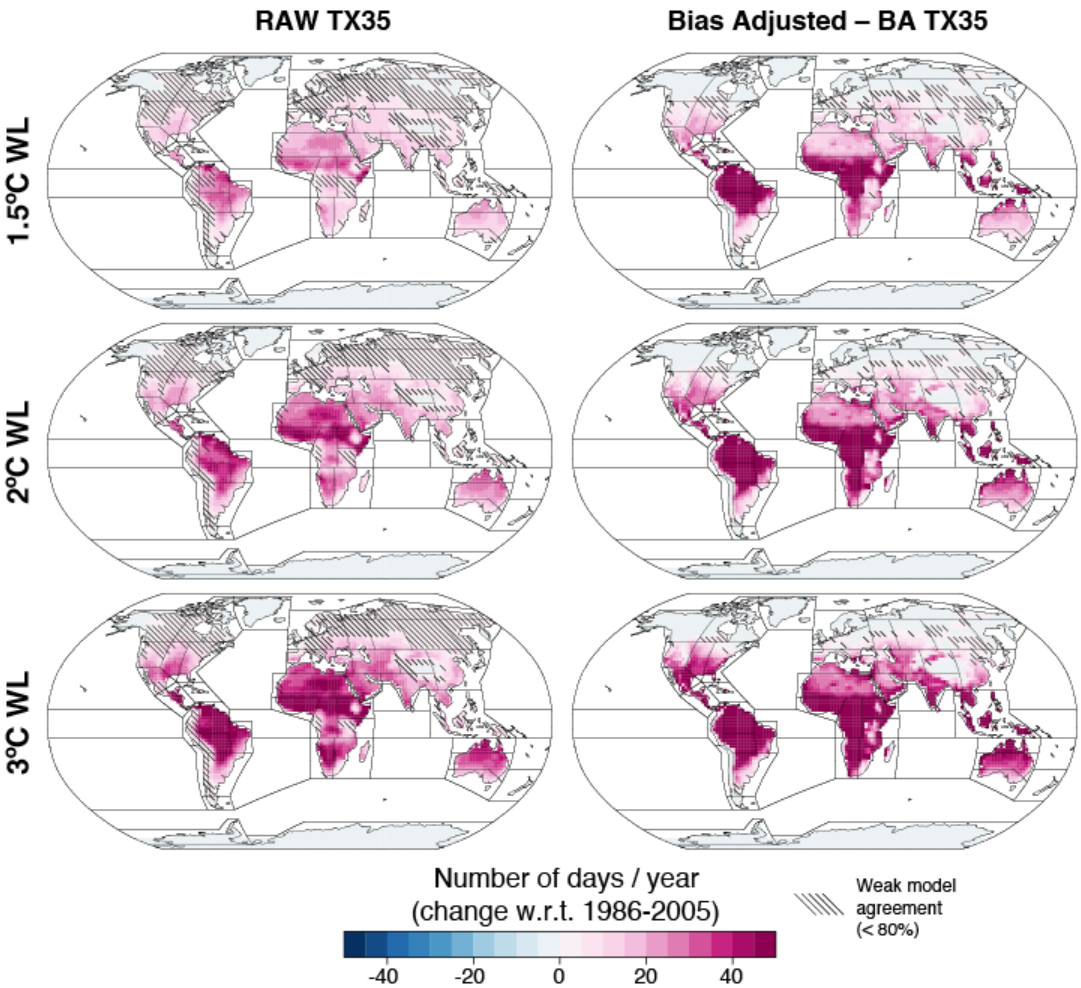 RAW TX35
Bias Adjusted – BA TX35
1.5ºC WL
2ºC WL
3ºC WL
Number of days / year
(change w.r.t. 1986-2005)
Weak model
agreement
(< 80%)
-40 -20 0 20 40